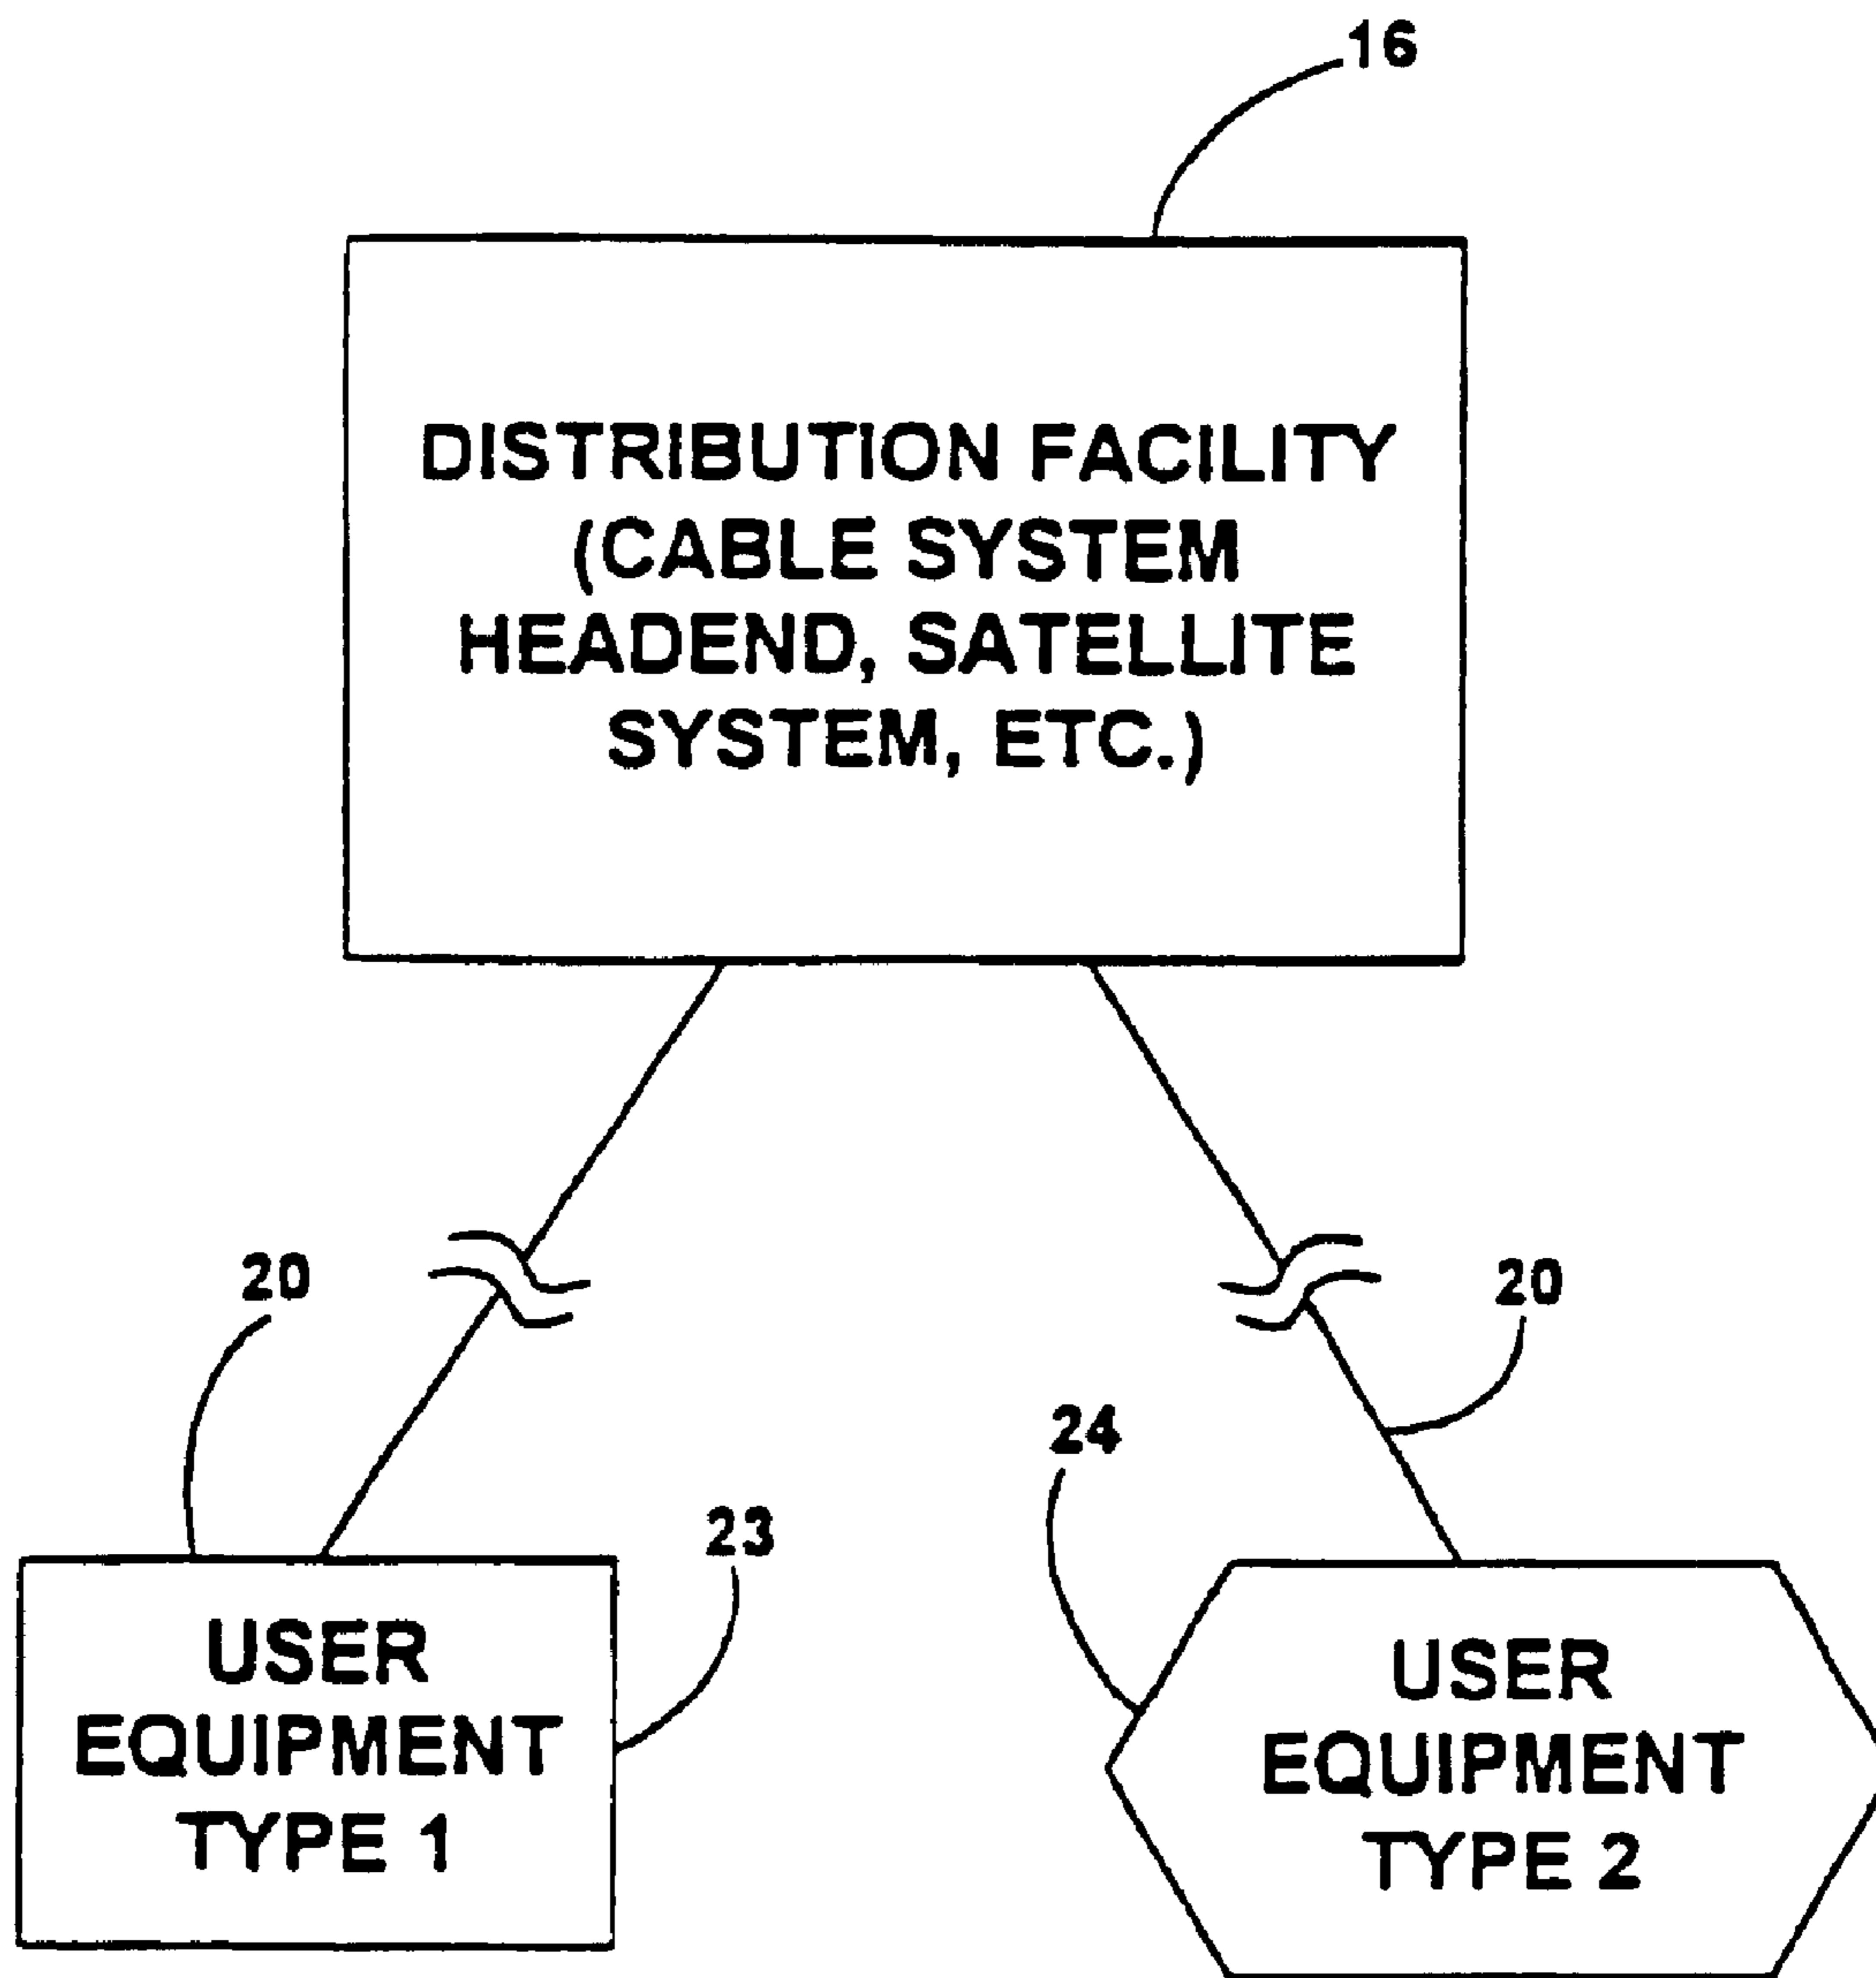 16
DISTRIBUTION FACILITY
(CABLE SYSTEM
HEADEND, SATELLITE
SYSTEM, ETC.)
20
20
24
23
USER
EQUIPMENT
TYPE 1
USER
EQUIPMENT
TYPE 2